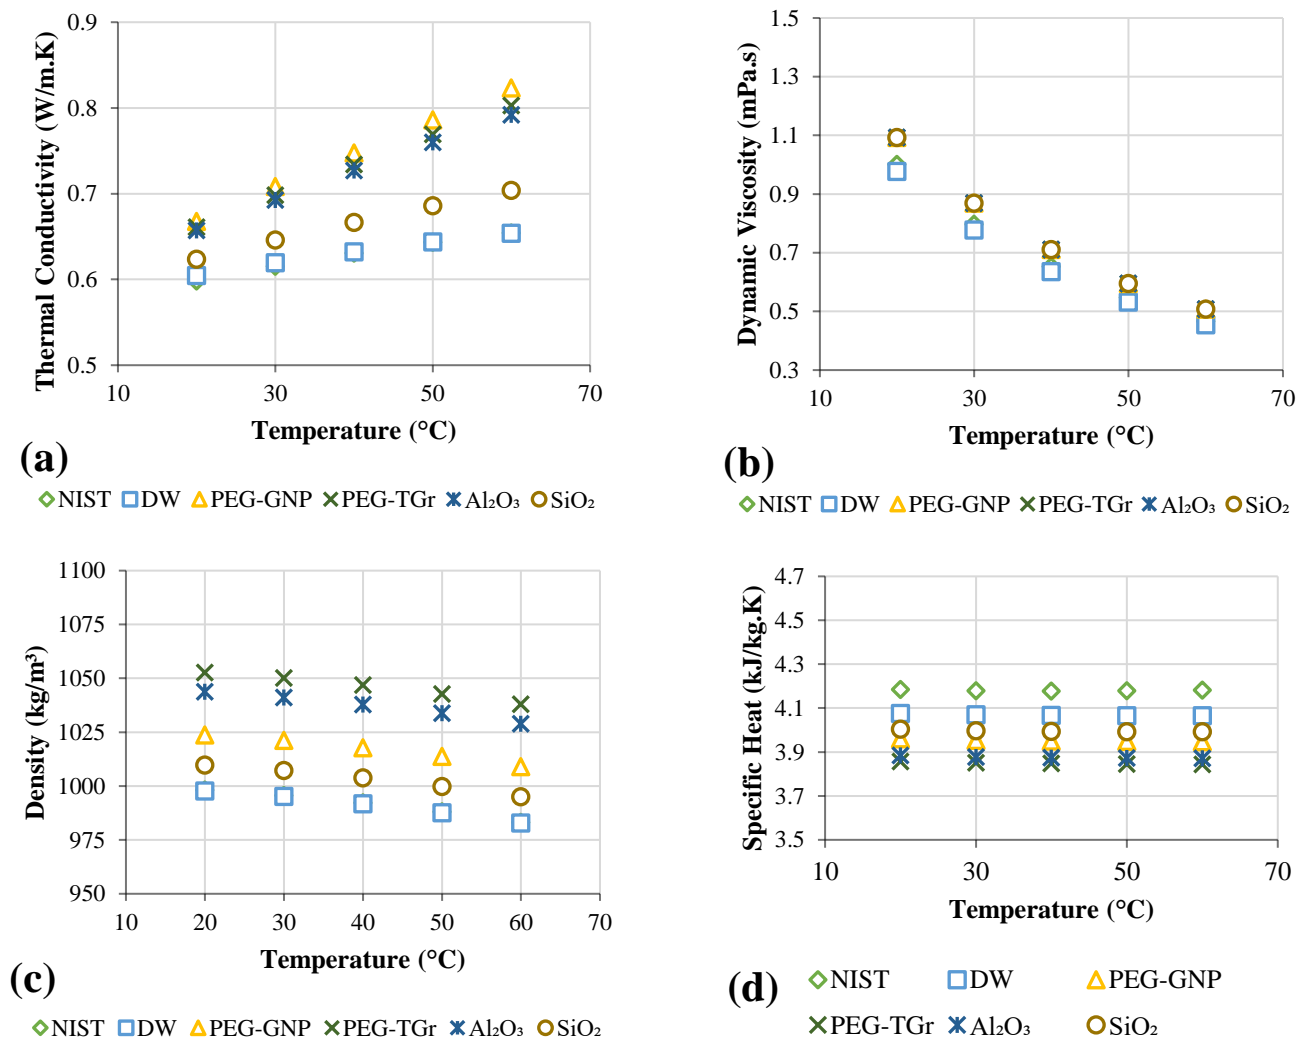 0.9
0.8
0.7
0.6
0.5
10 30 50 70
Thermal Conductivity (W/m.K)
Temperature (°C)
(a)
NIST DW PEG-GNP PEG-TGr Al₂O₃ SiO₂
1.5
1.3
1.1
0.9
0.7
0.5
0.3
10 30 50 70
Dynamic Viscosity (mPa.s)
Temperature (°C)
(b)
NIST DW PEG-GNP PEG-TGr Al₂O₃ SiO₂
1100
1075
1050
1025
1000
975
950
10 20 30 40 50 60 70
Density (kg/m³)
Temperature (°C)
(c)
NIST DW PEG-GNP PEG-TGr Al₂O₃ SiO₂
4.7
4.5
4.3
4.1
3.9
3.7
3.5
10 30 50 70
Specific Heat (kJ/kg.K)
Temperature (°C)
(d)
NIST DW PEG-GNP
PEG-TGr Al₂O₃ SiO₂